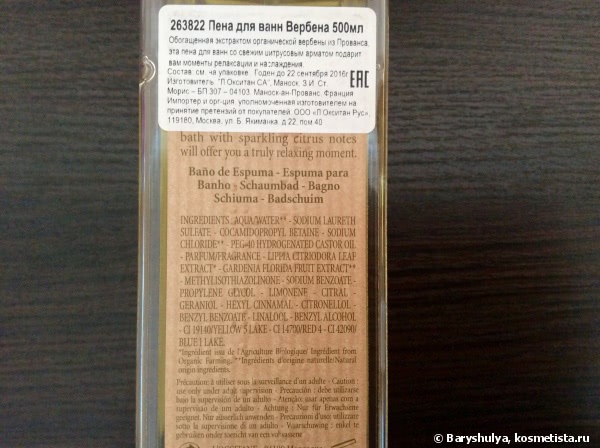 263822 Пена для ванн Вербена 500мл
Обогащенная экстрактом органической вербены из Прованса,
эта пена для ванн со свежим цитрусовым арматом подарит
вам моменты релаксации и наслаждения.
Состав: см. на упаковке. Годен до 22 сентября 2016г.
EAC
Изготовитель: "Л Окситан СА", Маноск. З.И. Ст.
Морис – БП 307 – 04103, Маноск-ан-Прованс, Франция
Импортер и орг-ция, уполномоченная изготовителем на
принятие претензий от покупателей: ООО «Л Окситан Рус»,
119180, Москва, ул. Б. Якиманка, д.22, пом.40
bath with sparkling citrus notes
will offer you a truly relaxing moment.
Baño de Espuma - Espuma para
Banho - Schaumbad - Bagno
Schiuma - Badschuim
INGREDIENTS: AQUA/WATER** - SODIUM LAURETH
SULFATE - COCAMIDOPROPYL BETAINE - SODIUM
CHLORIDE** - PEG-40 HYDROGENATED CASTOR OIL
- PARFUM/FRAGRANCE - LIPPIA CITRIODORA LEAF
EXTRACT* - GARDENIA FLORIDA FRUIT EXTRACT**
- METHYLISOTHIAZOLINONE - SODIUM BENZOATE -
PROPYLENE GLYCOL - LIMONENE - CITRAL -
GERANIOL - HEXYL CINNAMAL - CITRONELLOL -
BENZYL BENZOATE - LINALOOL - BENZYL ALCOHOL
- CI 19140/YELLOW 5 LAKE - CI 14700/RED 4 - CI 42090/
BLUE 1 LAKE.
*Ingrédient issu de l'Agriculture Biologique/ Ingredient from
Organic Farming. **Ingrédients d'origine naturelle/Natural
origin ingredients.
Précaution: à utiliser sous la surveillance d'un adulte - Caution :
use only under adult supervision - Precaución : debe utilizarse
bajo la supervisión de un adulto - Atenção: usar apenas com a
supervisão de um adulto - Achtung : Nur für Erwachsene
geeignet. Nur äusserlich anwenden - Precauzioni: tenere sotto
la supervisione di un adulto - Waarschuwing : enkel te
gebruiken onder toezicht van een volwassene.
© Baryshulya, kosmetista.ru